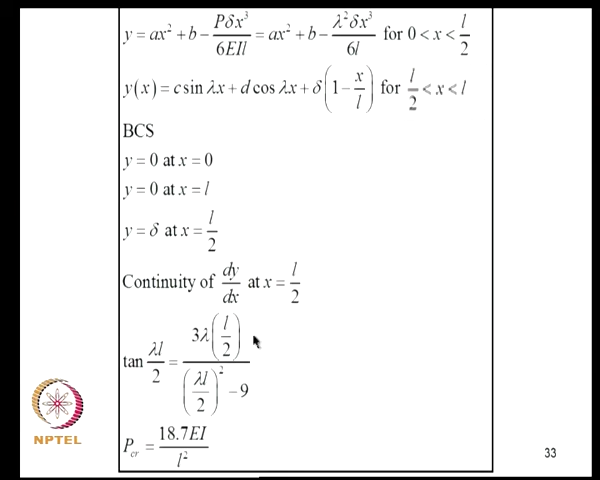 y = ax² + b − Pδx³/6EIl = ax² + b − λ²δx³/6l for 0 < x < l/2
y(x) = c sin λx + d cos λx + δ(1 − x/l) for l/2 < x < l
BCS
y = 0 at x = 0
y = 0 at x = l
y = δ at x = l/2
Continuity of dy/dx at x = l/2
tan λl/2 = 3λ(l/2) / ((λl/2)² − 9)
P_cr = 18.7EI/l²
NPTEL
33